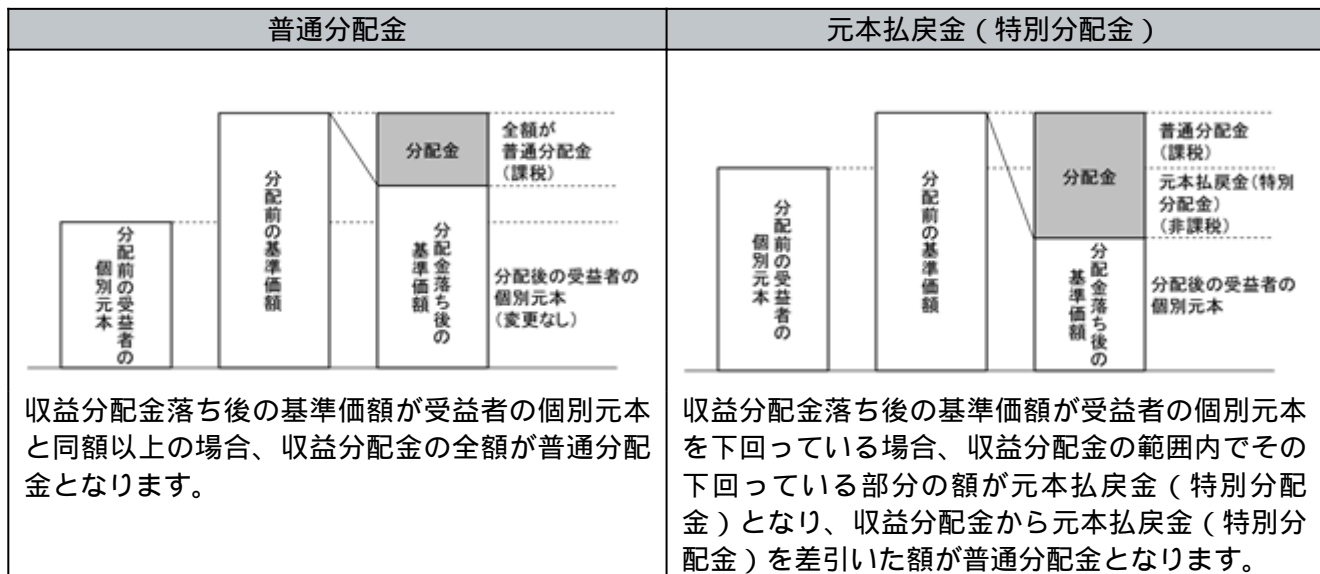 普通分配金
全額が
普通分配金
(課税)
分配金
分配前の基準価額
分配前の受益者の
個別元本
分配金落ち後の
基準価額
分配後の受益者の
個別元本
(変更なし)
収益分配金落ち後の基準価額が受益者の個別元本
と同額以上の場合、収益分配金の全額が普通分配
金となります。
元本払戻金(特別分配金)
普通分配金
(課税)
分配金
元本払戻金(特別
分配金)
(非課税)
分配前の基準価額
分配前の受益者の
個別元本
分配金落ち後の
基準価額
分配後の受益者の
個別元本
収益分配金落ち後の基準価額が受益者の個別元本
を下回っている場合、収益分配金の範囲内でその
下回っている部分の額が元本払戻金(特別分配
金)となり、収益分配金から元本払戻金(特別分
配金)を差引いた額が普通分配金となります。